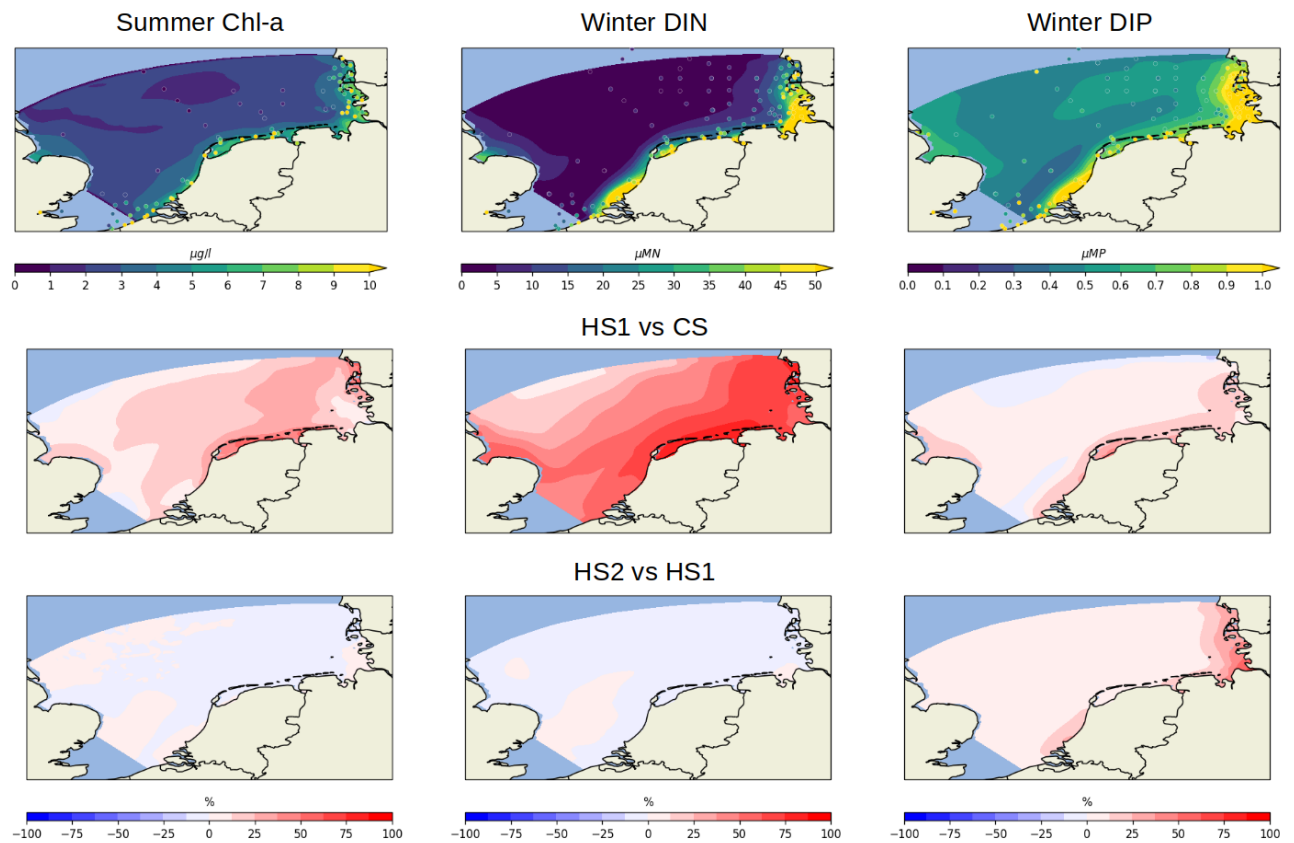 Summer Chl-a Winter DIN Winter DIP
μg/l μMN μMP
0 1 2 3 4 5 6 7 8 9 10 0 5 10 15 20 25 30 35 40 45 50 0.0 0.1 0.2 0.3 0.4 0.5 0.6 0.7 0.8 0.9 1.0
HS1 vs CS
HS2 vs HS1
% % %
−100 −75 −50 −25 0 25 50 75 100 −100 −75 −50 −25 0 25 50 75 100 −100 −75 −50 −25 0 25 50 75 100